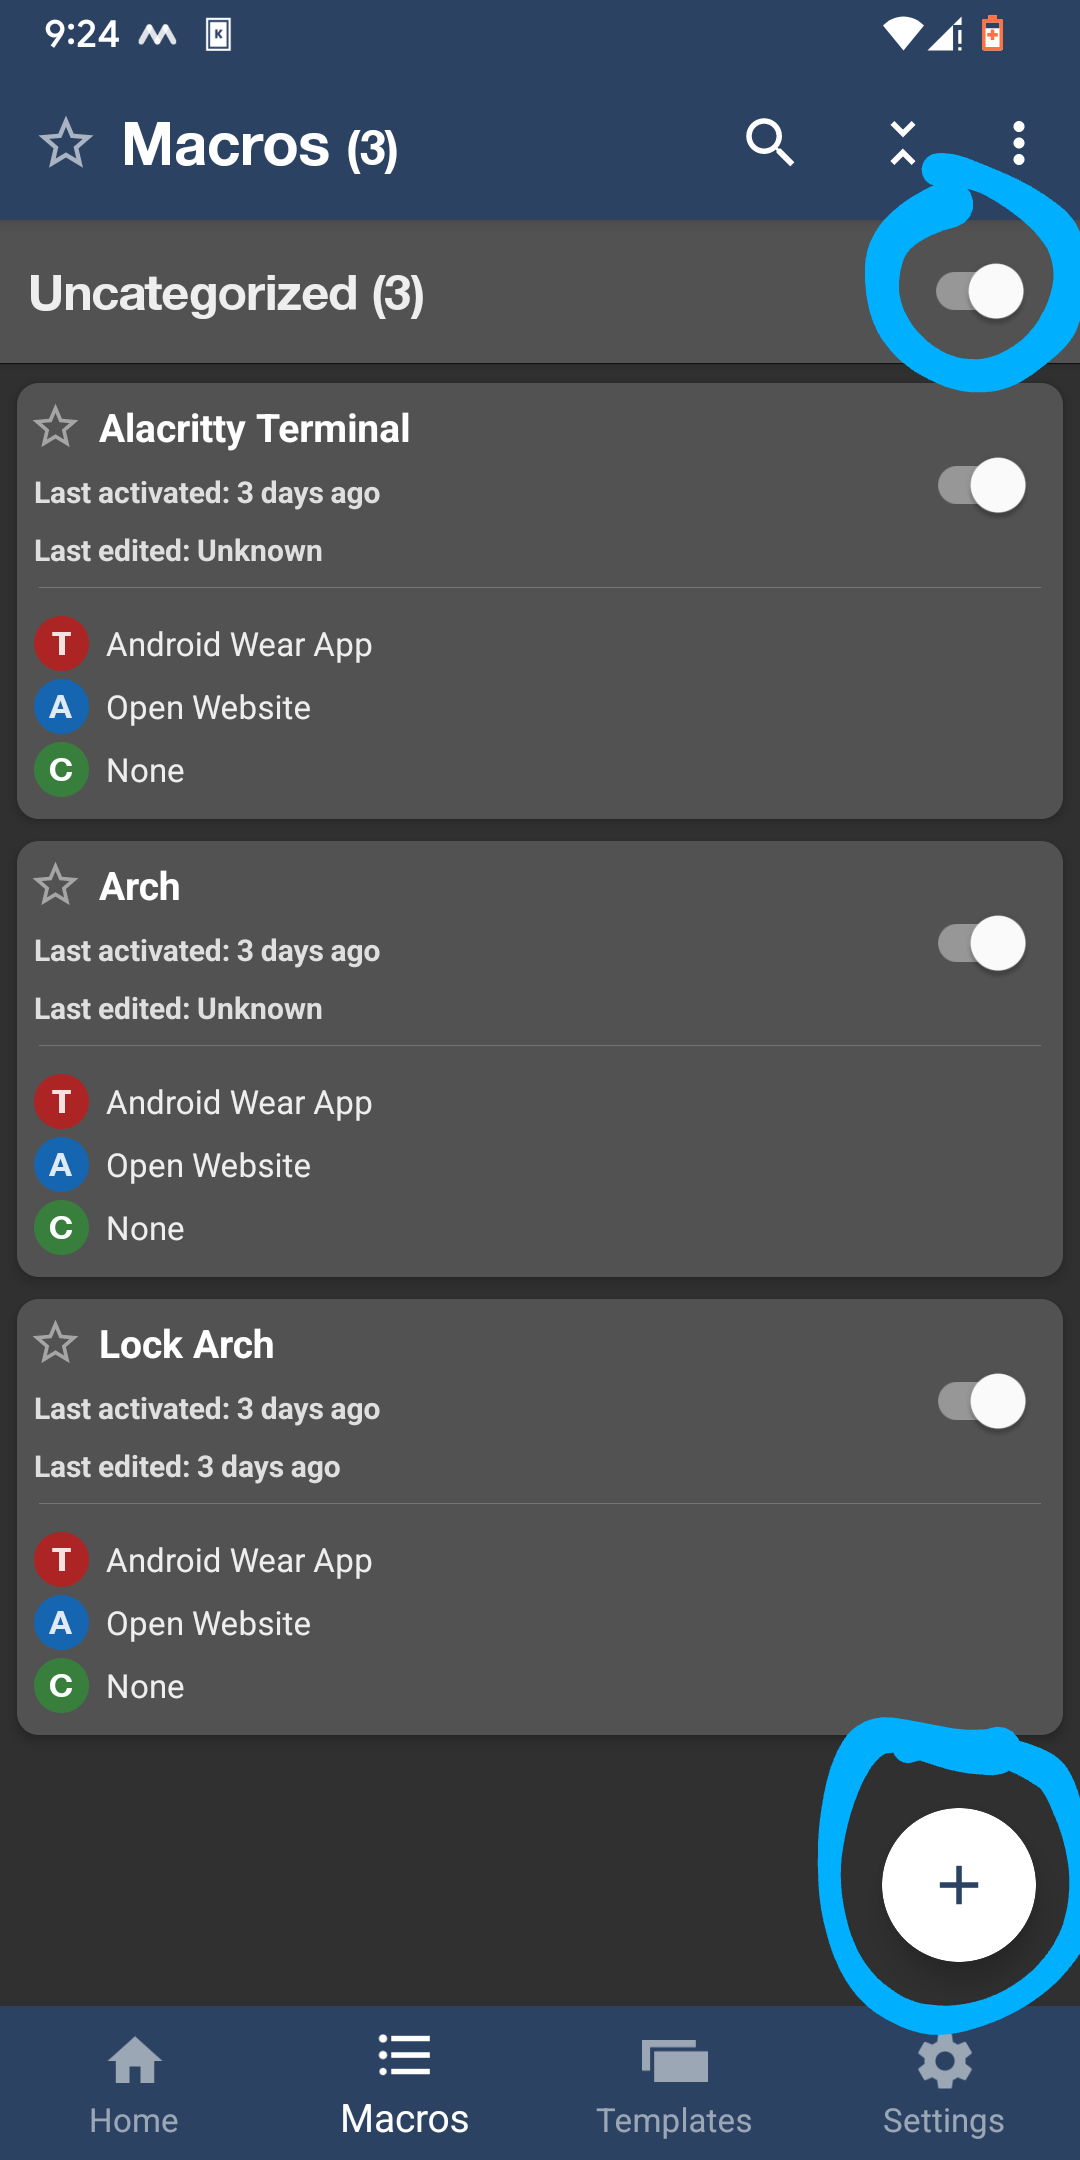 9:24
Macros (3)
Uncategorized (3)
Alacritty Terminal
Last activated: 3 days ago
Last edited: Unknown
T Android Wear App
A Open Website
C None
Arch
Last activated: 3 days ago
Last edited: Unknown
T Android Wear App
A Open Website
C None
Lock Arch
Last activated: 3 days ago
Last edited: 3 days ago
T Android Wear App
A Open Website
C None
Home Macros Templates Settings